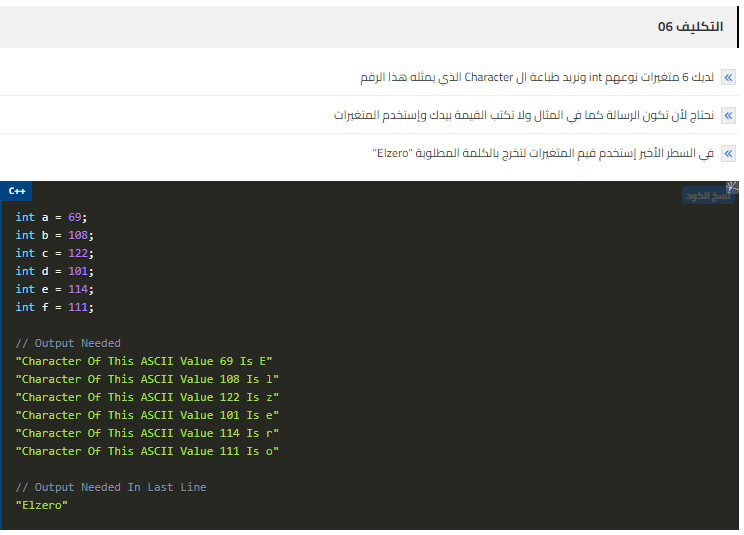 التكليف 06
لديك 6 متغيرات نوعهم int ونريد طباعة ال Character الذي يمثله هذا الرقم
نحتاج لأن تكون الرسالة كما في المثال ولا تكتب القيمة بيدك وإستخدم المتغيرات
في السطر الأخير إستخدم قيم المتغيرات لتخرج بالكلمة المطلوبة "Elzero"
C++
نسخ الكود
int a = 69;
int b = 108;
int c = 122;
int d = 101;
int e = 114;
int f = 111;
// Output Needed
"Character Of This ASCII Value 69 Is E"
"Character Of This ASCII Value 108 Is l"
"Character Of This ASCII Value 122 Is z"
"Character Of This ASCII Value 101 Is e"
"Character Of This ASCII Value 114 Is r"
"Character Of This ASCII Value 111 Is o"
// Output Needed In Last Line
"Elzero"